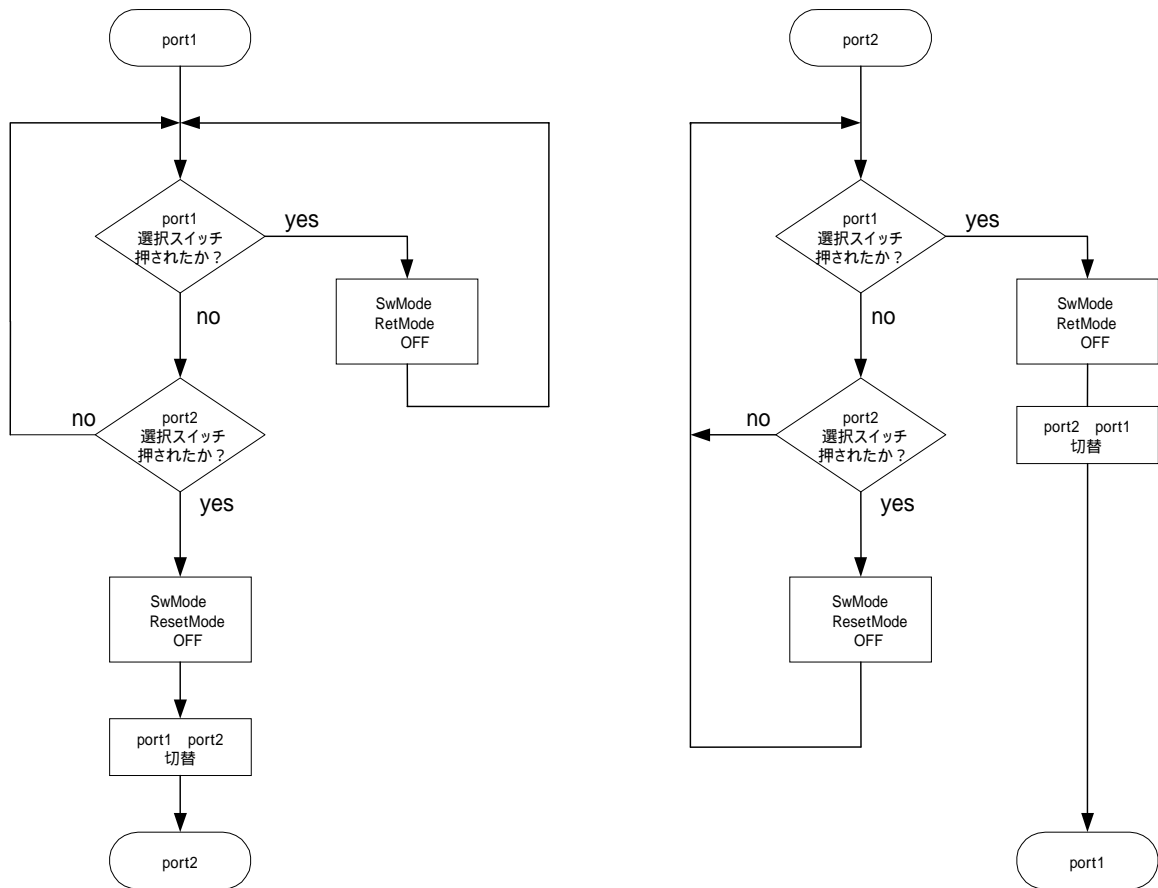 port1
port1
選択スイッチ
押されたか？
yes
SwMode
RetMode
OFF
no
port2
選択スイッチ
押されたか？
no
yes
SwMode
ResetMode
OFF
port1 port2
切替
port2
port2
port1
選択スイッチ
押されたか？
yes
SwMode
RetMode
OFF
port2 port1
切替
no
port2
選択スイッチ
押されたか？
no
yes
SwMode
ResetMode
OFF
port1